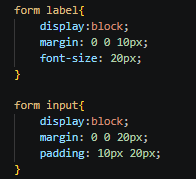 form label{
display:block;
margin: 0 0 10px;
font-size: 20px;
}
form input{
display:block;
margin: 0 0 20px;
padding: 10px 20px;
}